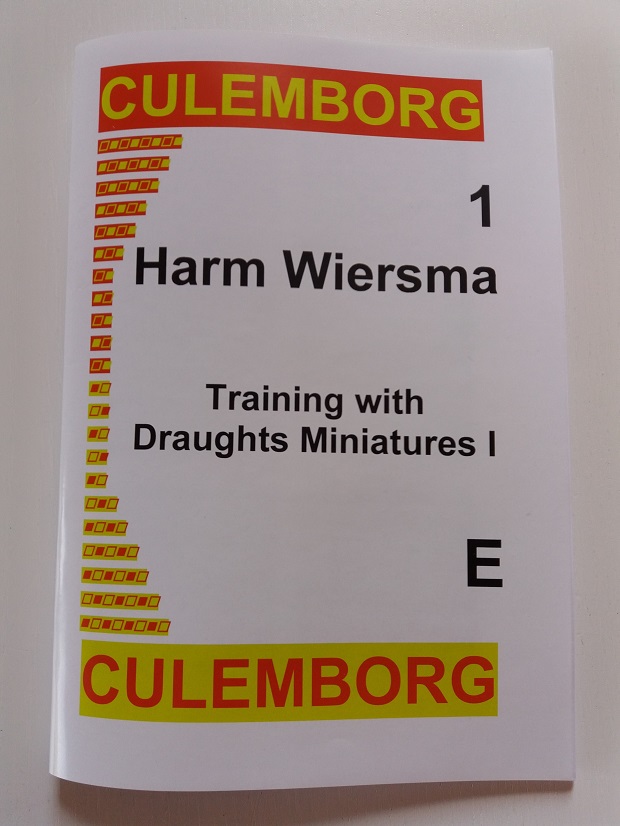 CULEMBORG
1
Harm Wiersma
Training with
Draughts Miniatures I
E
CULEMBORG